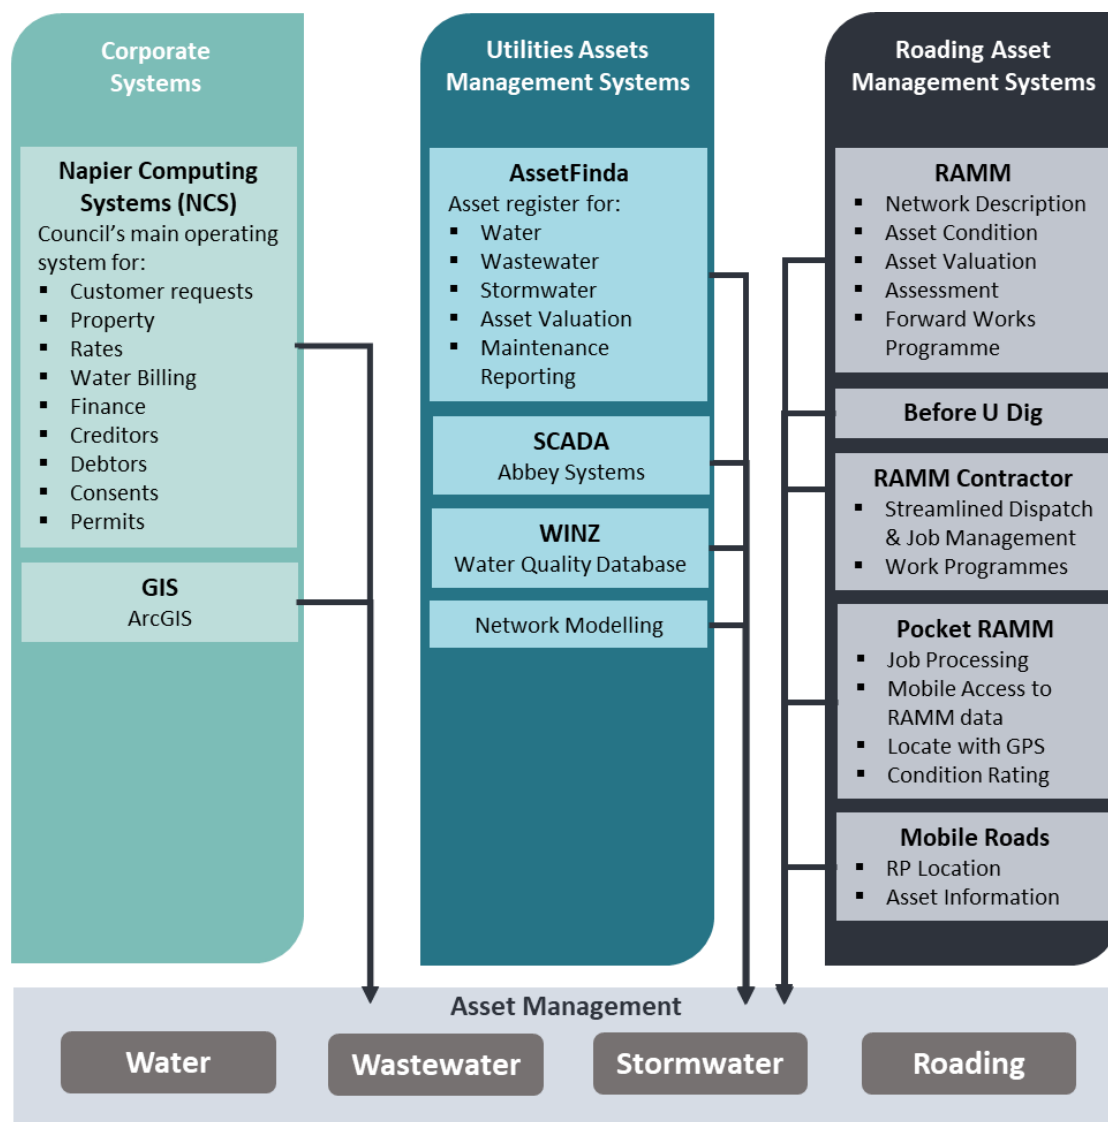 Corporate
Systems
Napier Computing
Systems (NCS)
Council's main operating
system for:
▪ Customer requests
▪ Property
▪ Rates
▪ Water Billing
▪ Finance
▪ Creditors
▪ Debtors
▪ Consents
▪ Permits
GIS
ArcGIS
Utilities Assets
Management Systems
AssetFinda
Asset register for:
▪ Water
▪ Wastewater
▪ Stormwater
▪ Asset Valuation
▪ Maintenance
Reporting
SCADA
Abbey Systems
WINZ
Water Quality Database
Network Modelling
Roading Asset
Management Systems
RAMM
▪ Network Description
▪ Asset Condition
▪ Asset Valuation
▪ Assessment
▪ Forward Works
Programme
Before U Dig
RAMM Contractor
▪ Streamlined Dispatch
& Job Management
▪ Work Programmes
Pocket RAMM
▪ Job Processing
▪ Mobile Access to
RAMM data
▪ Locate with GPS
▪ Condition Rating
Mobile Roads
▪ RP Location
▪ Asset Information
Asset Management
Water
Wastewater
Stormwater
Roading